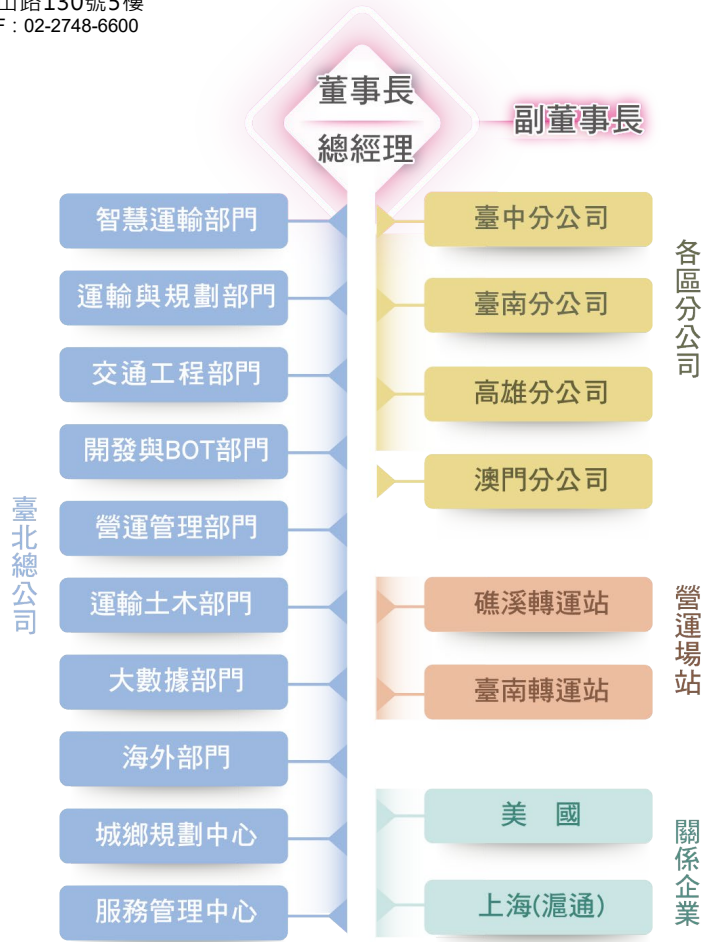 山路130號5樓
F：02-2748-6600
董事長
總經理
副董事長
臺北總公司
智慧運輸部門
運輸與規劃部門
交通工程部門
開發與BOT部門
營運管理部門
運輸土木部門
大數據部門
海外部門
城鄉規劃中心
服務管理中心
各區分公司
臺中分公司
臺南分公司
高雄分公司
澳門分公司
營運場站
礁溪轉運站
臺南轉運站
關係企業
美　國
上海(滬通)